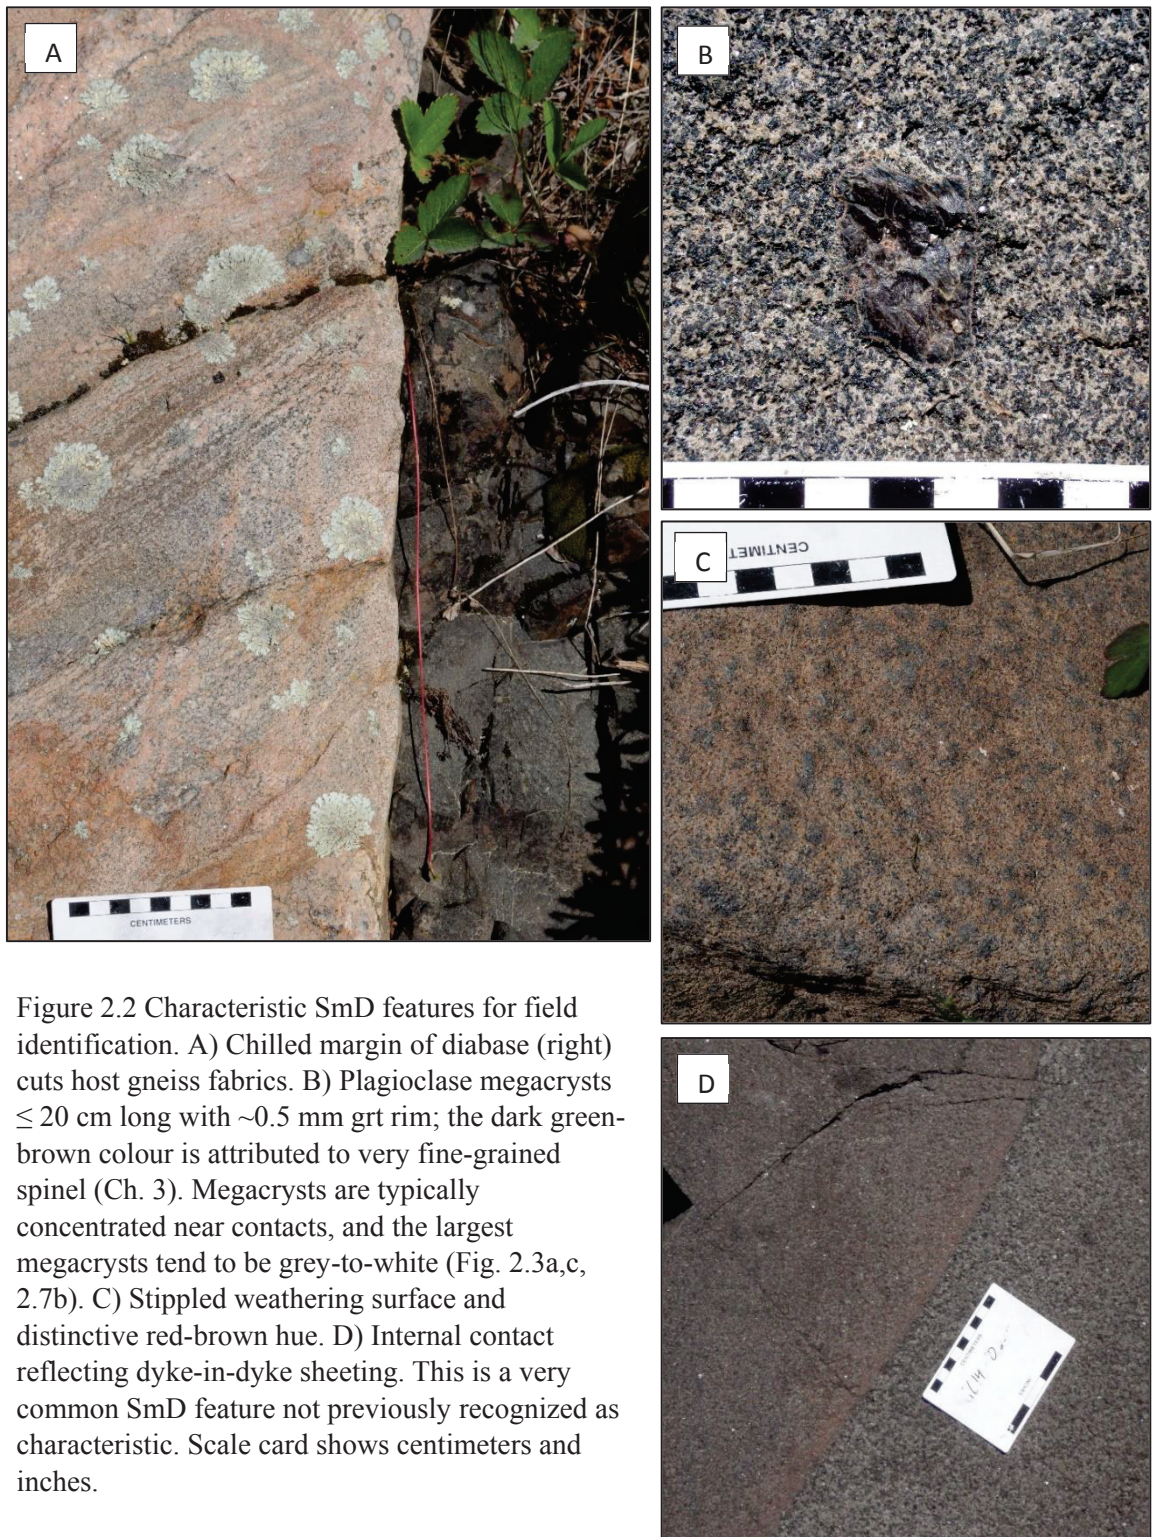 A
CENTIMETERS
B
C
CENTIMET
D
Figure 2.2 Characteristic SmD features for field
identification. A) Chilled margin of diabase (right)
cuts host gneiss fabrics. B) Plagioclase megacrysts
≤ 20 cm long with ~0.5 mm grt rim; the dark green-
brown colour is attributed to very fine-grained
spinel (Ch. 3). Megacrysts are typically
concentrated near contacts, and the largest
megacrysts tend to be grey-to-white (Fig. 2.3a,c,
2.7b). C) Stippled weathering surface and
distinctive red-brown hue. D) Internal contact
reflecting dyke-in-dyke sheeting. This is a very
common SmD feature not previously recognized as
characteristic. Scale card shows centimeters and
inches.